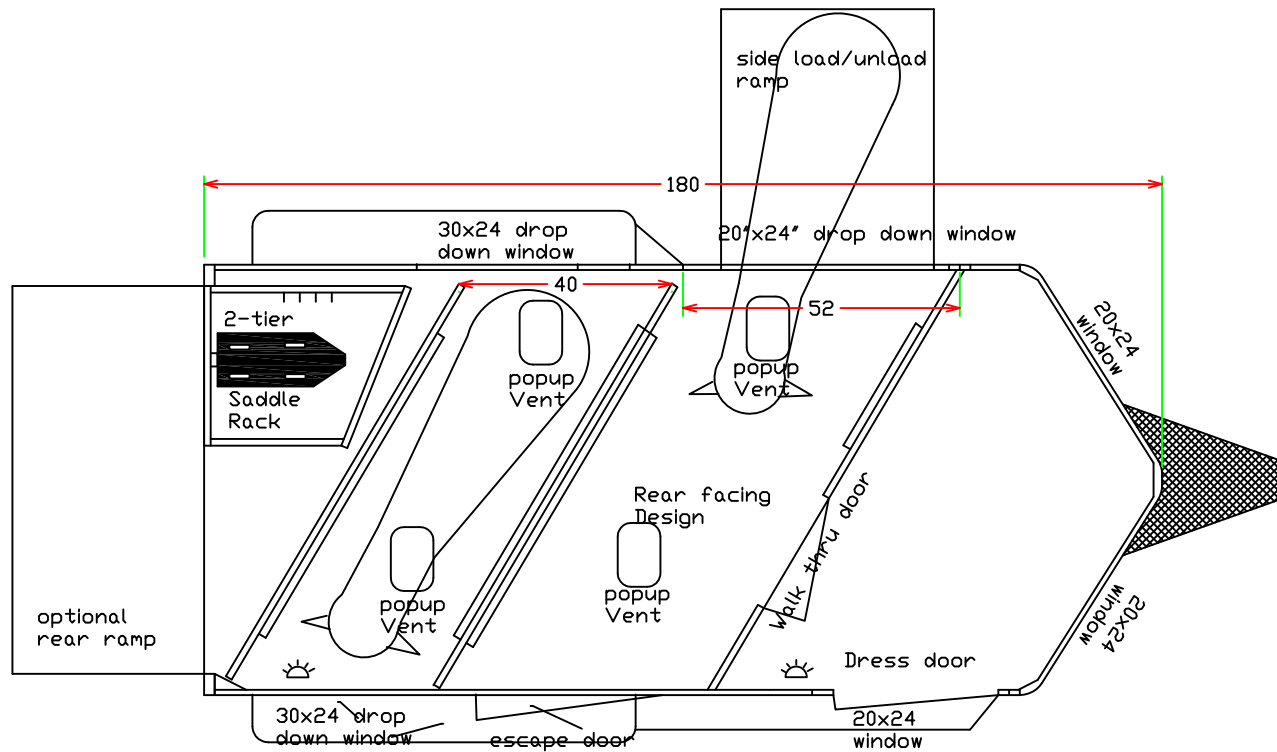 side load/unload
ramp
180
30x24 drop
down window
20"x24" drop down window
40
52
20x24
window
2-tier
Saddle
Rack
popup
Vent
popup
Vent
Rear facing
Design
Walk thru door
popup
Vent
popup
Vent
optional
rear ramp
20x24
window
Dress door
30x24 drop
down window
escape door
20x24
window